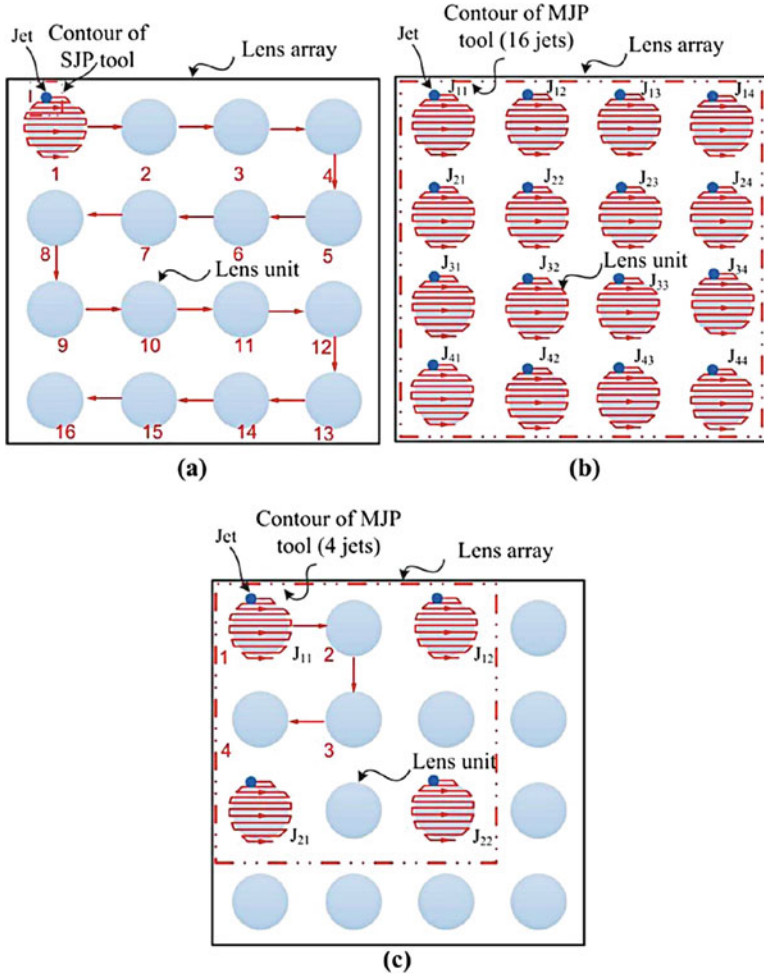 Jet
Contour of
SJP tool
Lens array
1
2
3
4
8
7
6
5
Lens unit
9
10
11
12
16
15
14
13
(a)
Jet
Contour of MJP
tool (16 jets)
Lens array
J11
J12
J13
J14
J21
J22
J23
J24
J31
J32
Lens unit
J33
J34
J41
J42
J43
J44
(b)
Jet
Contour of MJP
tool (4 jets)
Lens array
1
J11
2
J12
4
3
Lens unit
J21
J22
(c)